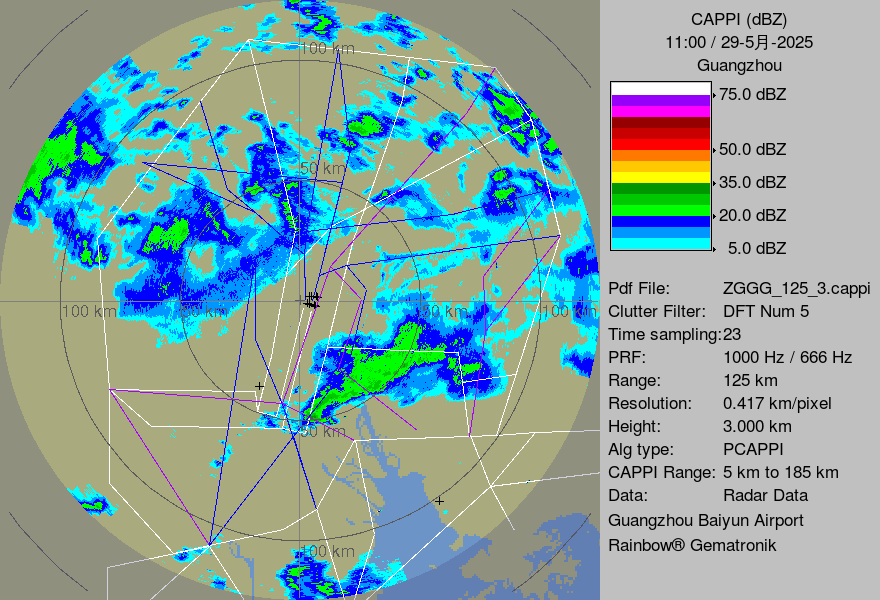 CAPPI (dBZ)
11:00 / 29-5月-2025
Guangzhou
75.0 dBZ
50.0 dBZ
35.0 dBZ
20.0 dBZ
5.0 dBZ
Pdf File: ZGGG_125_3.cappi
Clutter Filter: DFT Num 5
Time sampling:23
PRF: 1000 Hz / 666 Hz
Range: 125 km
Resolution: 0.417 km/pixel
Height: 3.000 km
Alg type: PCAPPI
CAPPI Range: 5 km to 185 km
Data: Radar Data
Guangzhou Baiyun Airport
Rainbow® Gematronik
100 km
50 km
100 km
50 km
50 km
100 km
50 km
100 km